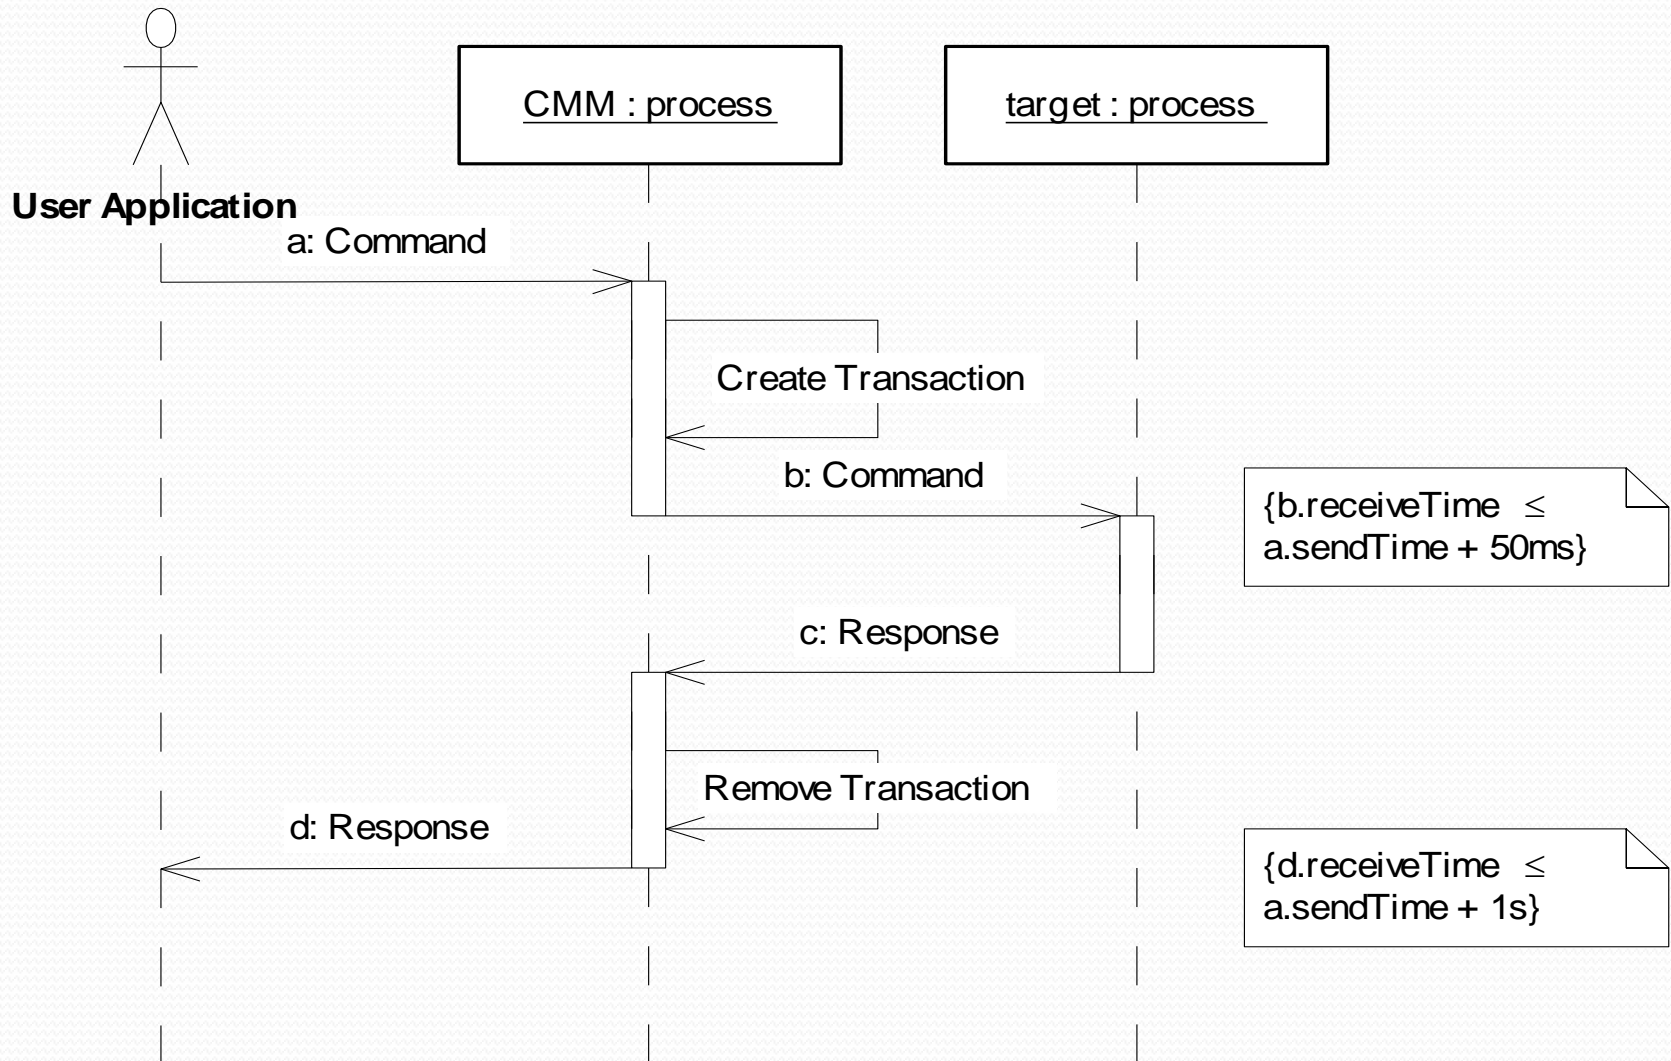 CMM : process
target : process
User Application
a: Command
Create Transaction
b: Command
{b.receiveTime ≤
a.sendTime + 50ms}
c: Response
Remove Transaction
d: Response
{d.receiveTime ≤
a.sendTime + 1s}